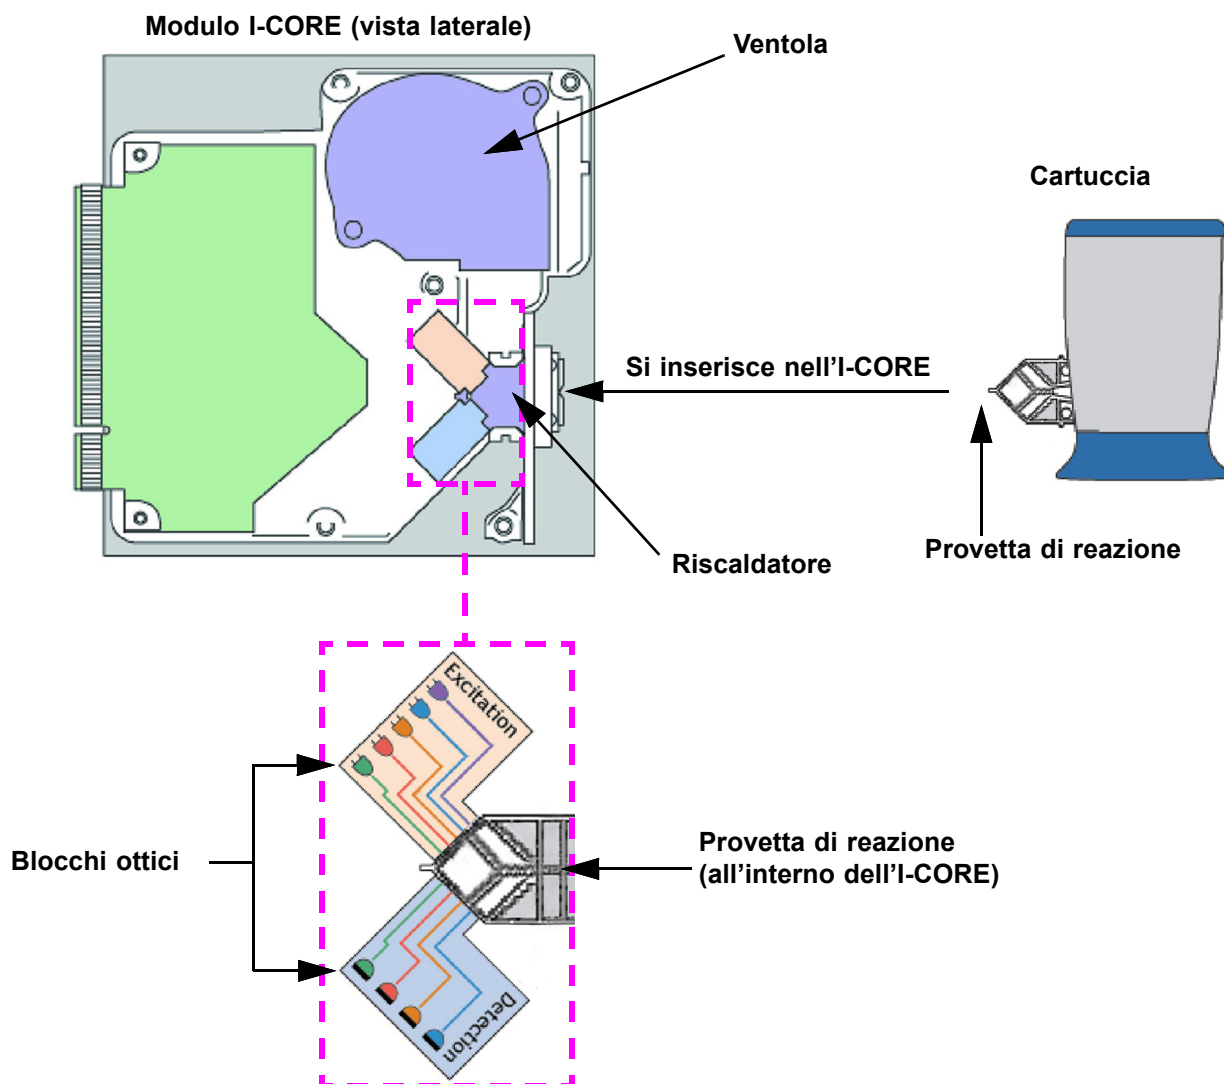 Modulo I-CORE (vista laterale)
Ventola
Cartuccia
Si inserisce nell'I-CORE
Provetta di reazione
Riscaldatore
Excitation
Blocchi ottici
Provetta di reazione
(all'interno dell'I-CORE)
Detection